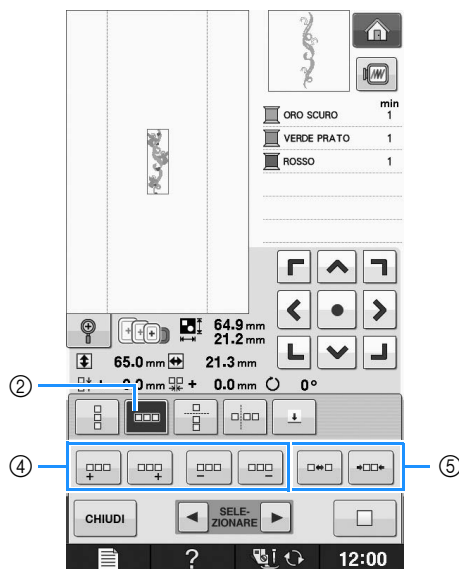 min
ORO SCURO 1
VERDE PRATO 1
ROSSO 1
64.9 mm
21.2 mm
65.0 mm 21.3 mm
+ 0.0 mm + 0.0 mm 0°
②
④ + + − − ⑤
CHIUDI SELE-
ZIONARE
? 12:00